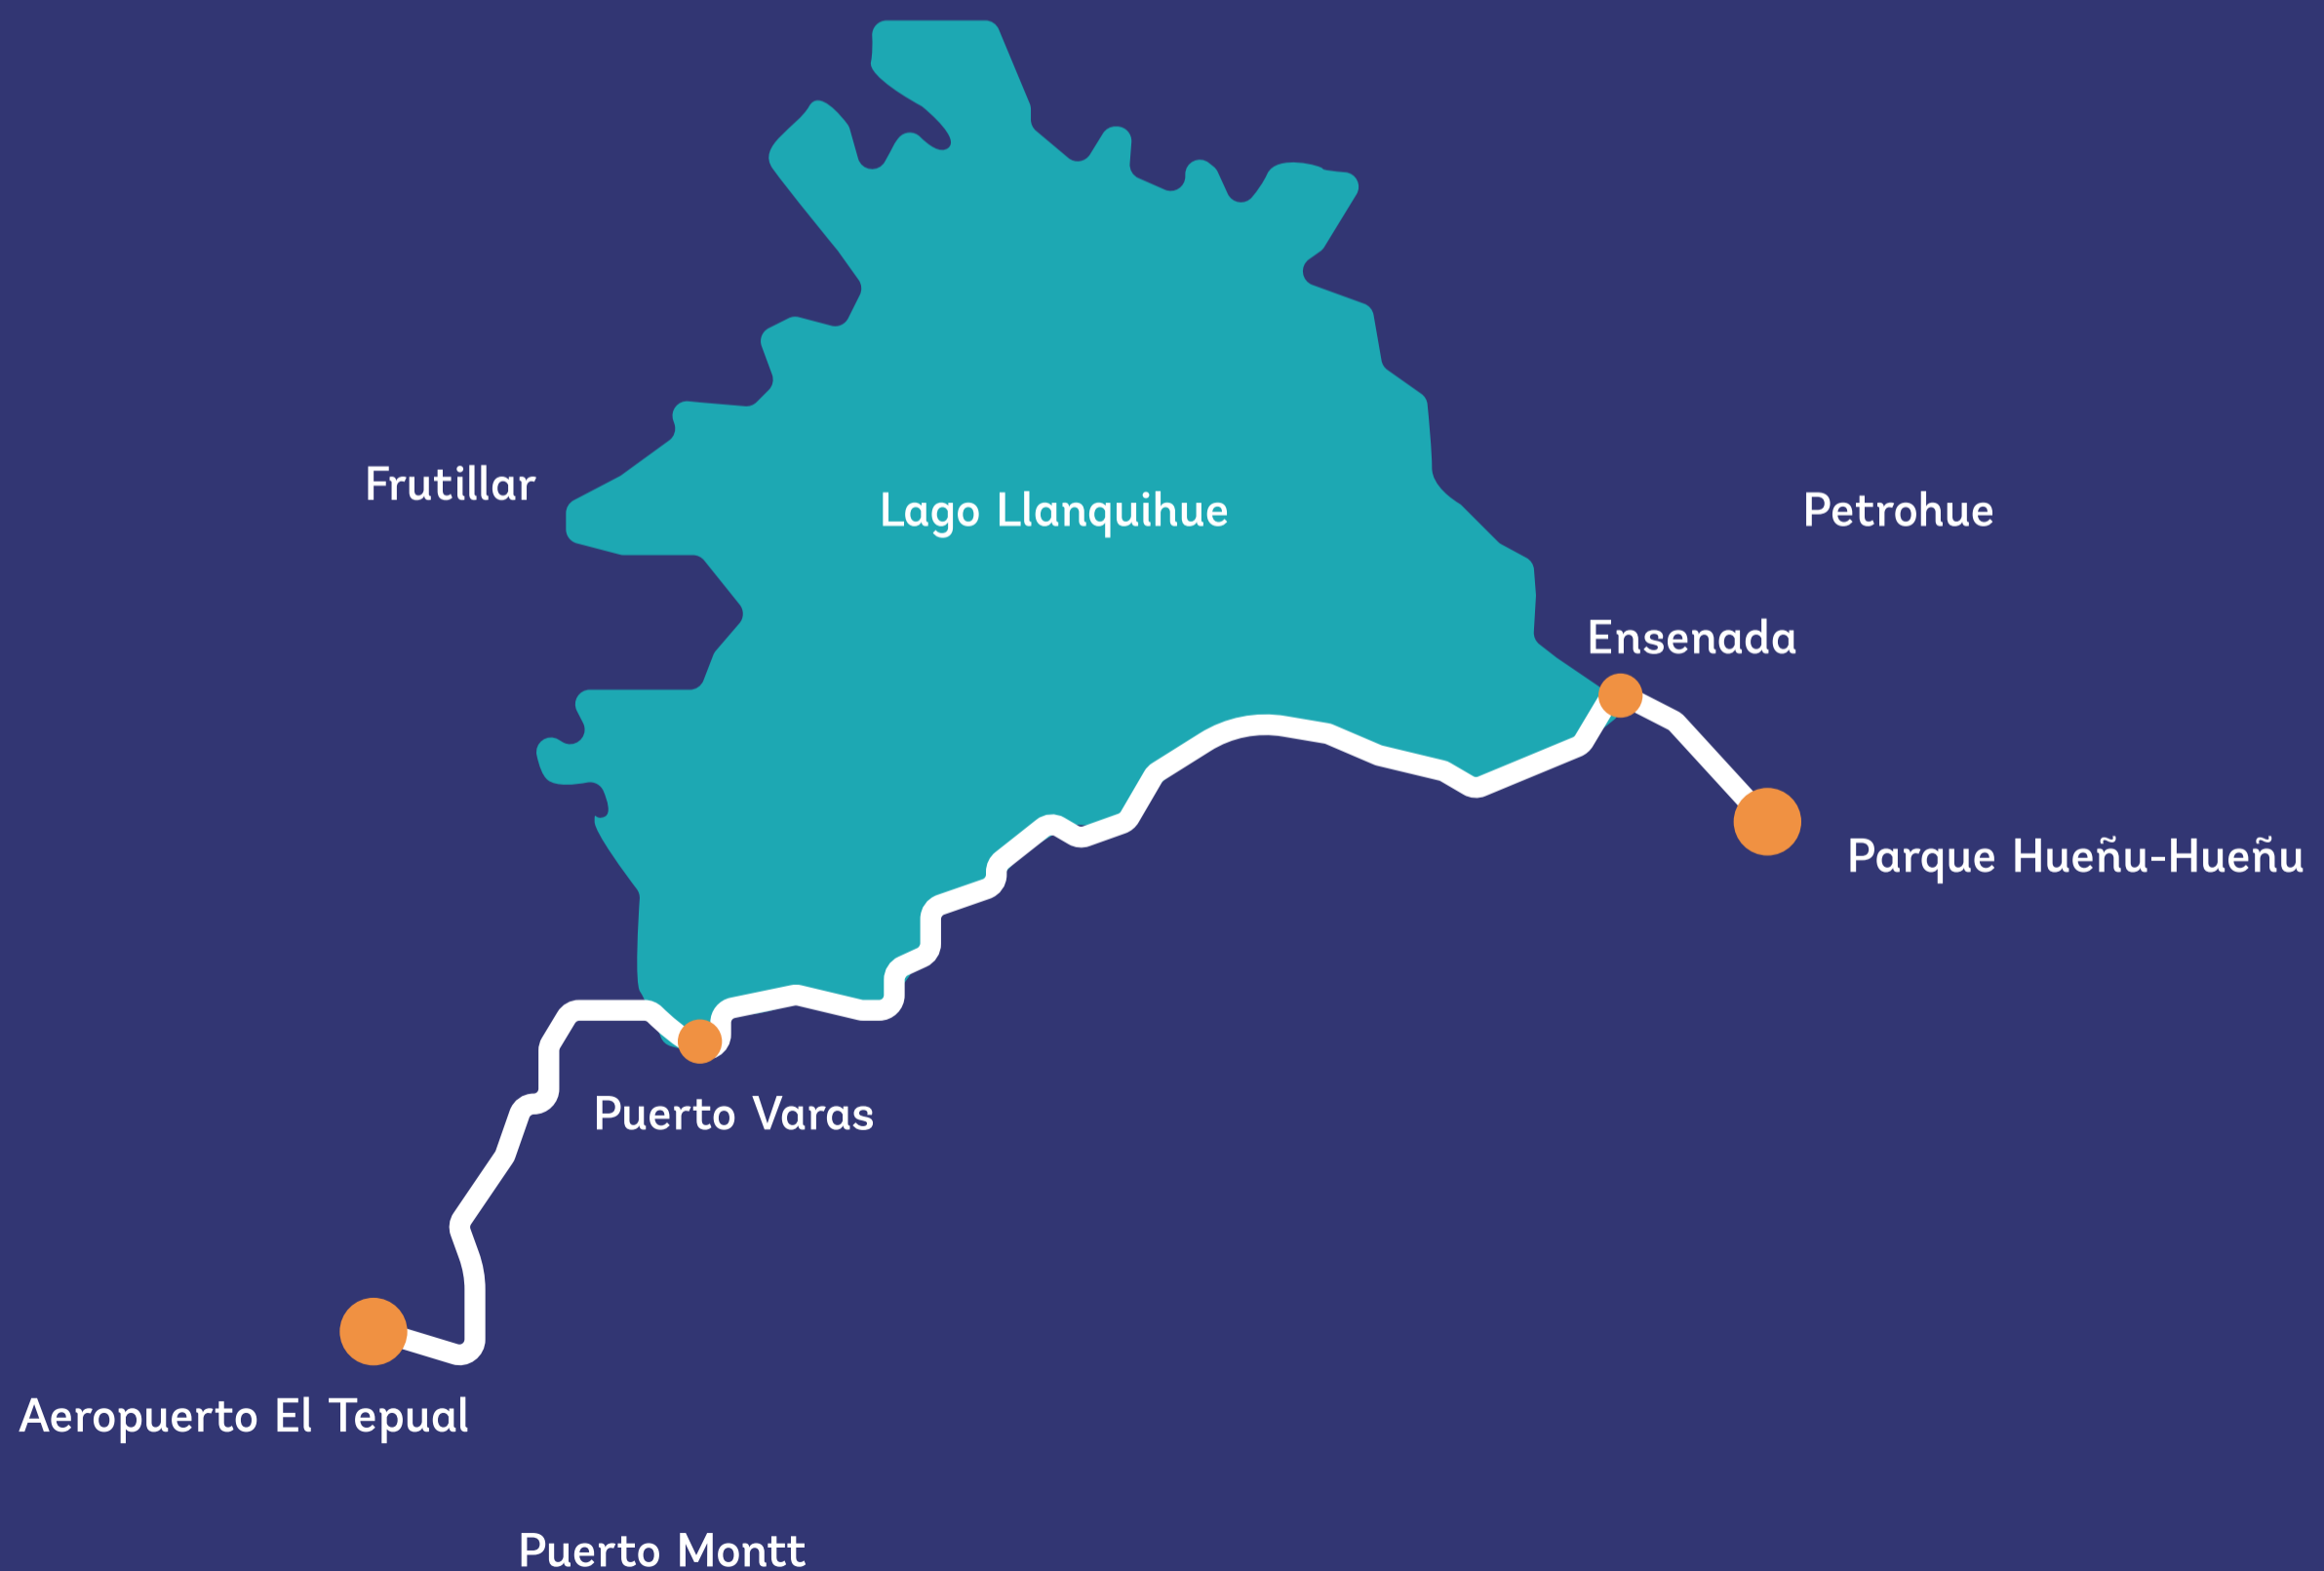 Frutillar
Lago Llanquihue
Petrohue
Ensenada
Parque Hueñu-Hueñu
Puerto Varas
Aeropuerto El Tepual
Puerto Montt